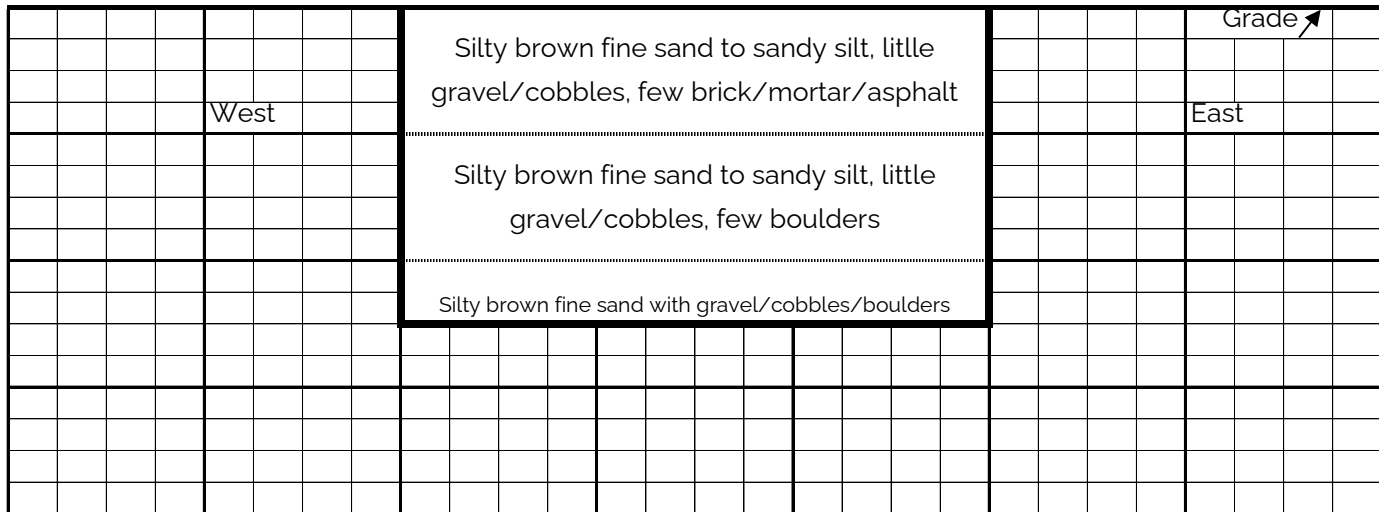 Grade
Silty brown fine sand to sandy silt, litlle
gravel/cobbles, few brick/mortar/asphalt
West
East
Silty brown fine sand to sandy silt, little
gravel/cobbles, few boulders
Silty brown fine sand with gravel/cobbles/boulders